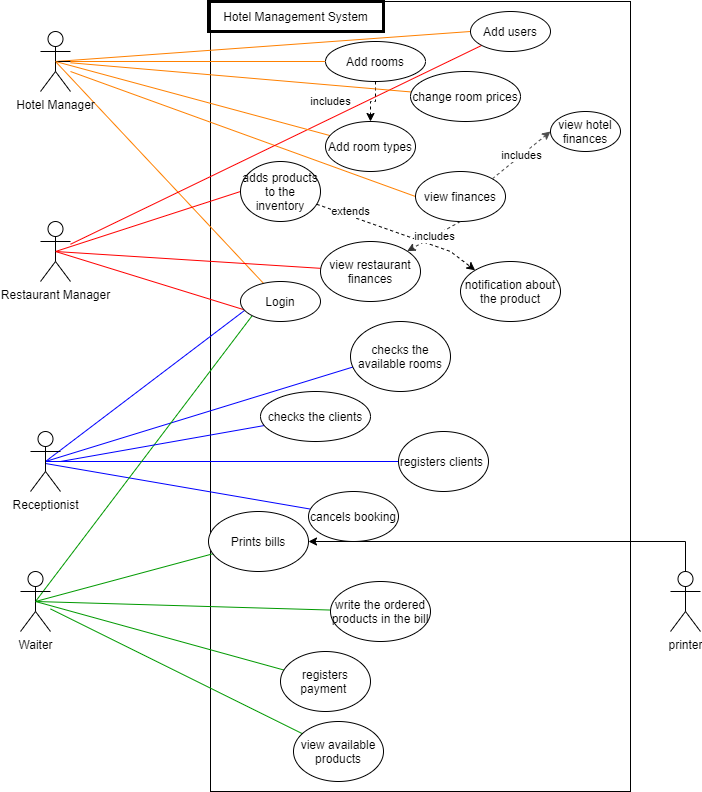 Hotel Management System
Add users
Add rooms
Hotel Manager
includes
change room prices
view hotel
finances
Add room types
includes
adds products
to the
inventory
view finances
extends
includes
Restaurant Manager
view restaurant
finances
notification about
the product
Login
checks the
available rooms
checks the clients
registers clients
Receptionist
cancels booking
Prints bills
write the ordered
products in the bill
Waiter
printer
registers
payment
view available
products